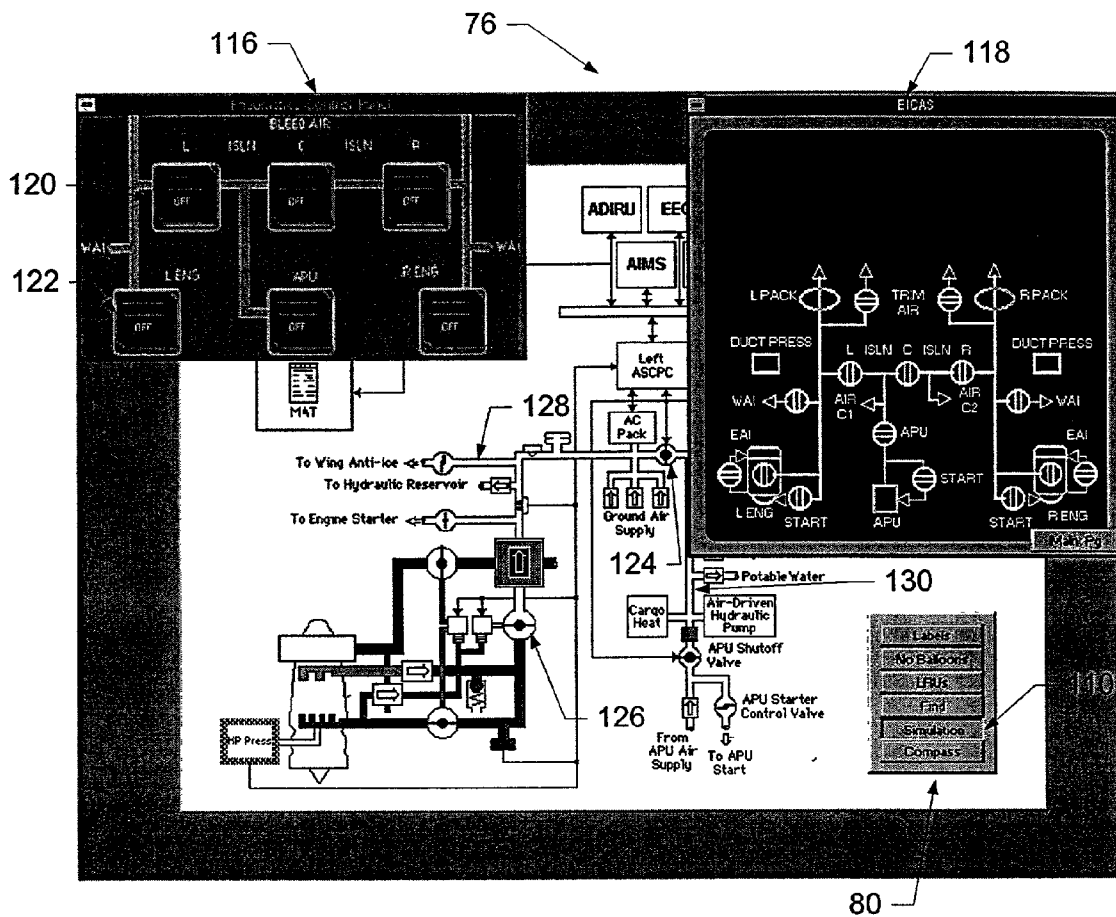 76
116
118
Pneumatics Control Panel
BLEED AIR
L ISLN C ISLN R
OFF
OFF
OFF
WAI
WAI
L ENG
APU
R ENG
OFF
OFF
OFF
120
122
EICAS
L PACK
TRIM AIR
R PACK
DUCT PRESS
L ISLN C ISLN R
DUCT PRESS
WAI
AIR C1
AIR C2
WAI
EAI
APU
EAI
START
L ENG
START
APU
START
R ENG
ADIRU
AIMS
Left ASCPC
MAT
128
AC Pack
To Wing Anti-Ice
To Hydraulic Reservoir
To Engine Starter
Ground Air Supply
124
Potable Water
130
Cargo Heat
Air-Driven Hydraulic Pump
APU Shutoff Valve
126
APU Starter Control Valve
HP Press
From APU Air Supply
To APU Start
Labels
No Balloons
LRUs
Find
Simulation
Compass
110
80